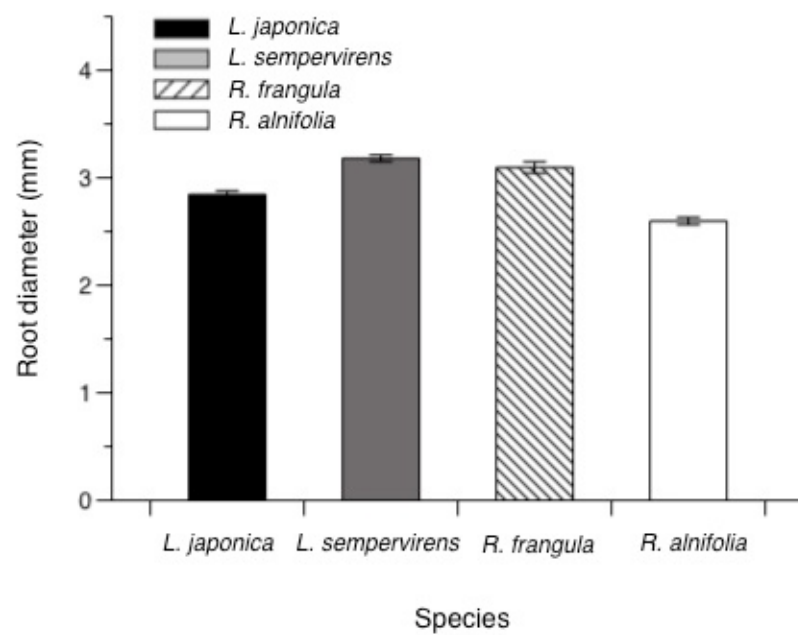 L. japonica
L. sempervirens
R. frangula
R. alnifolia
Root diameter (mm)
4
3
2
1
0
L. japonica L. sempervirens R. frangula R. alnifolia
Species